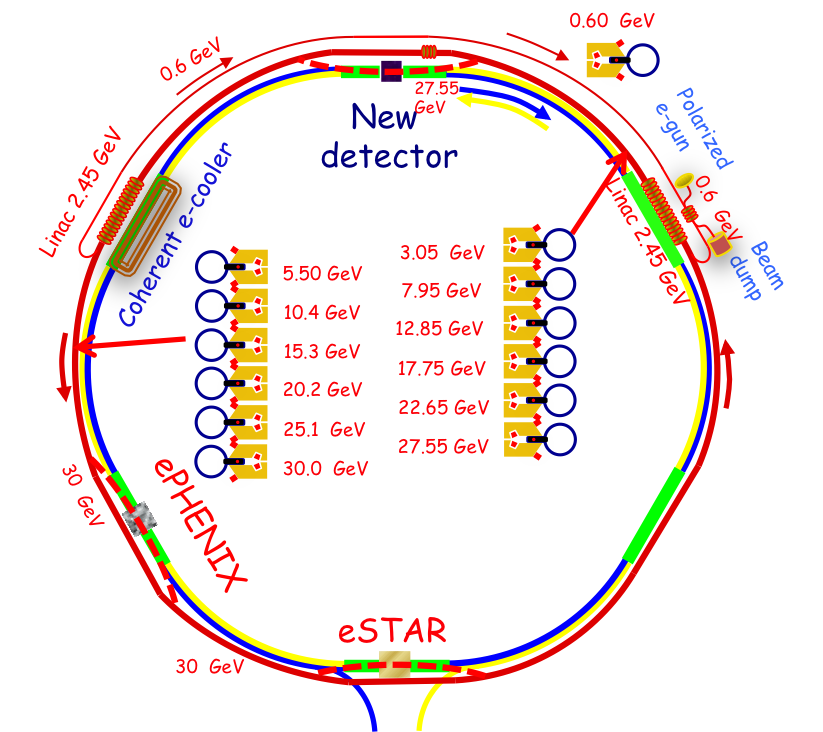 0.60 GeV
0.6 GeV
27.55
GeV
New
detector
Polarized
e-gun
Linac 2.45 GeV
Coherent e-cooler
Linac 2.45 GeV
0.6 GeV
Beam
dump
5.50 GeV
10.4 GeV
15.3 GeV
20.2 GeV
25.1 GeV
30.0 GeV
3.05 GeV
7.95 GeV
12.85 GeV
17.75 GeV
22.65 GeV
27.55 GeV
30 GeV
ePHENIX
eSTAR
30 GeV